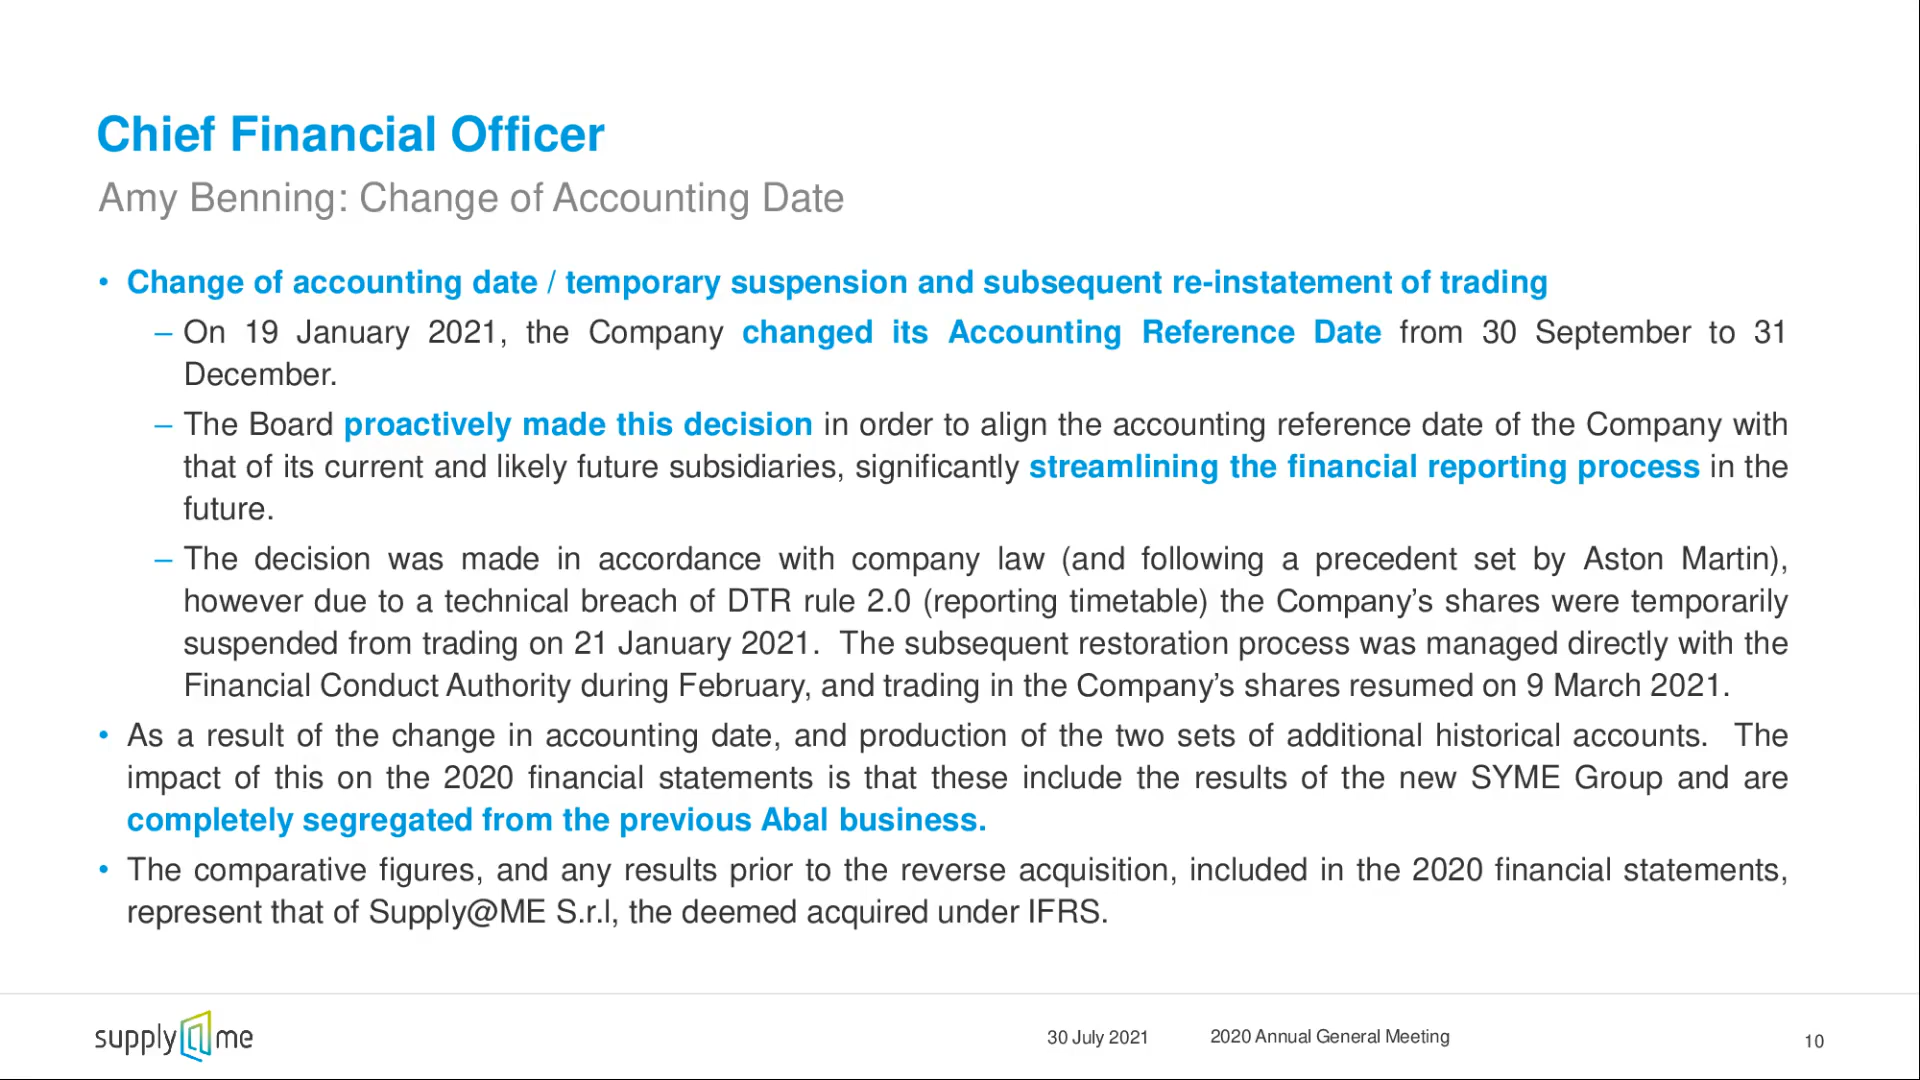 Chief Financial Officer
Amy Benning: Change of Accounting Date
• Change of accounting date / temporary suspension and subsequent re-instatement of trading
– On 19 January 2021, the Company changed its Accounting Reference Date from 30 September to 31
December.
– The Board proactively made this decision in order to align the accounting reference date of the Company with
that of its current and likely future subsidiaries, significantly streamlining the financial reporting process in the
future.
– The decision was made in accordance with company law (and following a precedent set by Aston Martin),
however due to a technical breach of DTR rule 2.0 (reporting timetable) the Company’s shares were temporarily
suspended from trading on 21 January 2021. The subsequent restoration process was managed directly with the
Financial Conduct Authority during February, and trading in the Company’s shares resumed on 9 March 2021.
• As a result of the change in accounting date, and production of the two sets of additional historical accounts. The
impact of this on the 2020 financial statements is that these include the results of the new SYME Group and are
completely segregated from the previous Abal business.
• The comparative figures, and any results prior to the reverse acquisition, included in the 2020 financial statements,
represent that of Supply@ME S.r.l, the deemed acquired under IFRS.
supply@me
30 July 2021
2020 Annual General Meeting
10